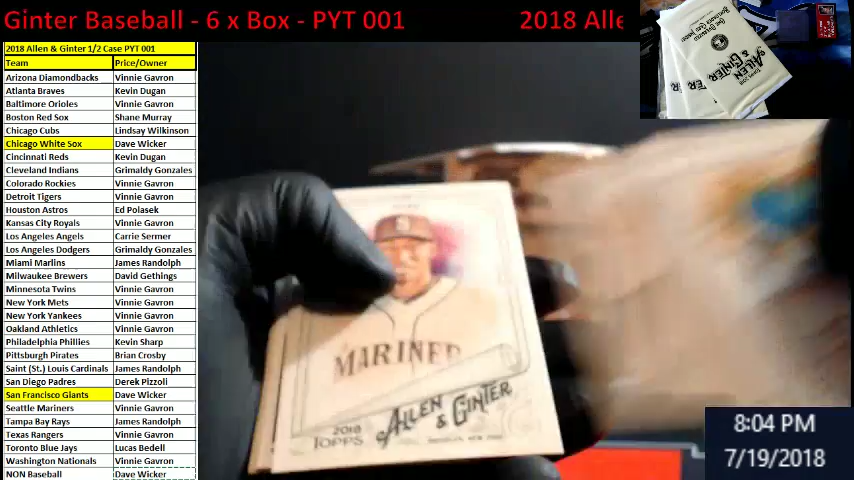 Ginter Baseball - 6 x Box - PYT 001 2018 Alle
2018 Allen & Ginter 1/2 Case PYT 001
Team Price/Owner
Arizona Diamondbacks Vinnie Gavron
Atlanta Braves Kevin Dugan
Baltimore Orioles Vinnie Gavron
Boston Red Sox Shane Murray
Chicago Cubs Lindsay Wilkinson
Chicago White Sox Dave Wicker
Cincinnati Reds Kevin Dugan
Cleveland Indians Grimaldy Gonzales
Colorado Rockies Vinnie Gavron
Detroit Tigers Vinnie Gavron
Houston Astros Ed Polasek
Kansas City Royals Vinnie Gavron
Los Angeles Angels Carrie Sermer
Los Angeles Dodgers Grimaldy Gonzales
Miami Marlins James Randolph
Milwaukee Brewers David Gethings
Minnesota Twins Vinnie Gavron
New York Mets Vinnie Gavron
New York Yankees Vinnie Gavron
Oakland Athletics Vinnie Gavron
Philadelphia Phillies Kevin Sharp
Pittsburgh Pirates Brian Crosby
Saint (St.) Louis Cardinals James Randolph
San Diego Padres Derek Pizzoli
San Francisco Giants Dave Wicker
Seattle Mariners Vinnie Gavron
Tampa Bay Rays James Randolph
Texas Rangers Vinnie Gavron
Toronto Blue Jays Lucas Bedell
Washington Nationals Vinnie Gavron
NON Baseball Dave Wicker
MARINER
2018
TOPPS
ALLEN
& GINTER
ALLEN
& GINTER
8:04 PM
7/19/2018